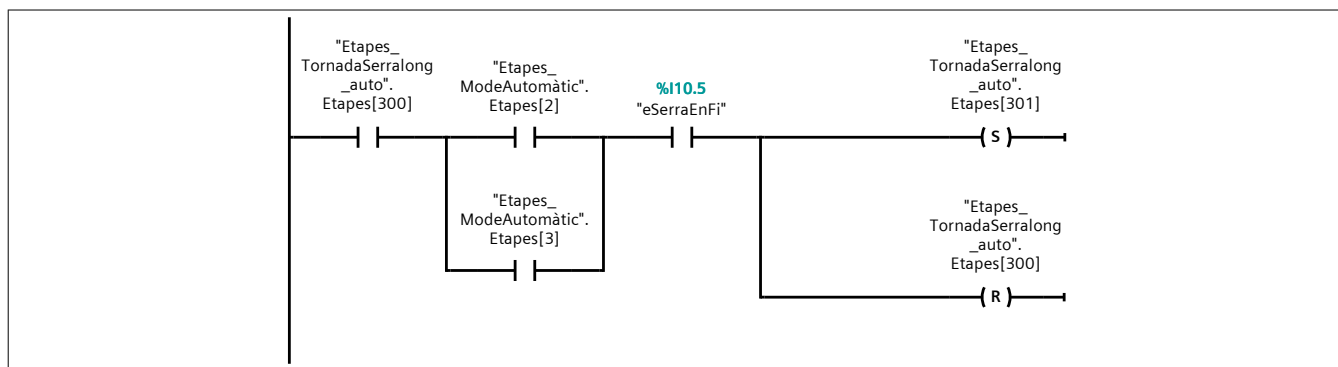 "Etapes_
TornadaSerralong
_auto".
Etapes[300]
"Etapes_
ModeAutomàtic".
Etapes[2]
%I10.5
"eSerraEnFi"
"Etapes_
TornadaSerralong
_auto".
Etapes[301]
S
"Etapes_
ModeAutomàtic".
Etapes[3]
"Etapes_
TornadaSerralong
_auto".
Etapes[300]
R